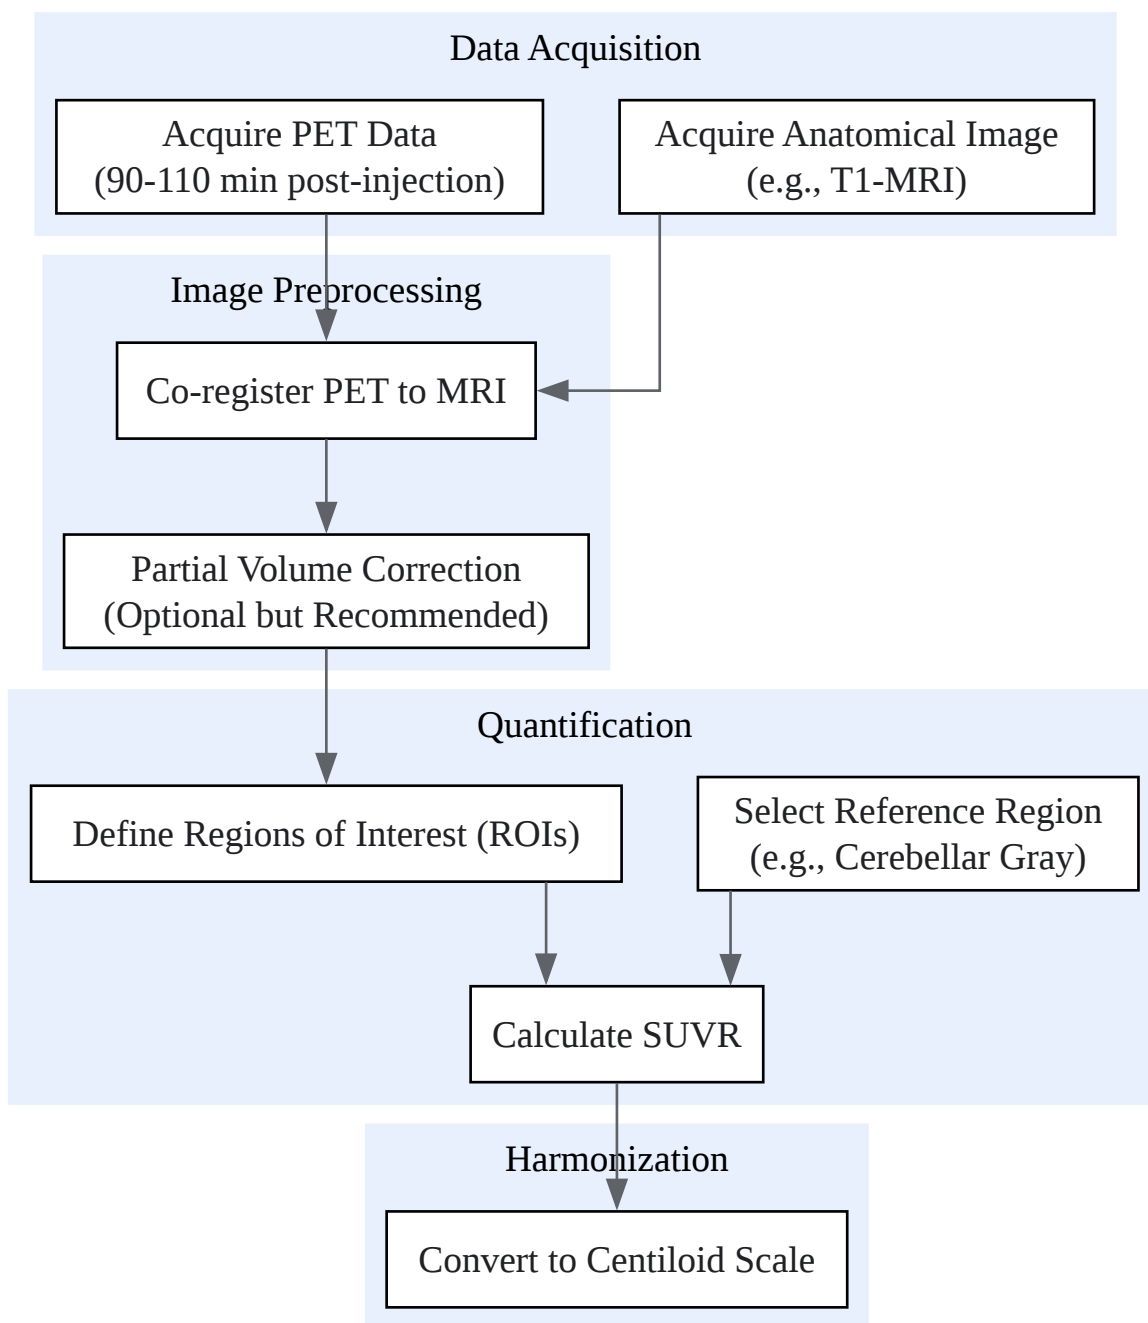 Data Acquisition
Acquire PET Data
(90-110 min post-injection)
Acquire Anatomical Image
(e.g., T1-MRI)
Image Preprocessing
Co-register PET to MRI
Partial Volume Correction
(Optional but Recommended)
Quantification
Define Regions of Interest (ROIs)
Select Reference Region
(e.g., Cerebellar Gray)
Calculate SUVR
Harmonization
Convert to Centiloid Scale